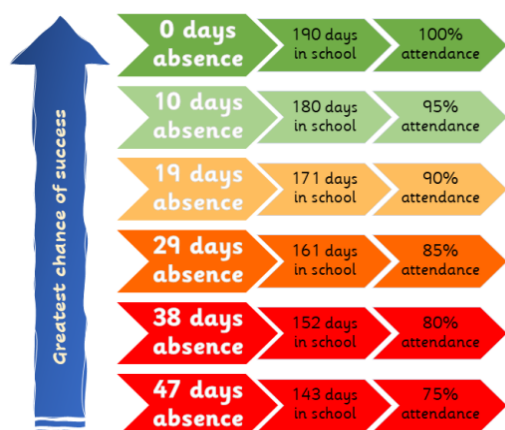 Greatest chance of success
0 days
absence
190 days
in school
100%
attendance
10 days
absence
180 days
in school
95%
attendance
19 days
absence
171 days
in school
90%
attendance
29 days
absence
161 days
in school
85%
attendance
38 days
absence
152 days
in school
80%
attendance
47 days
absence
143 days
in school
75%
attendance